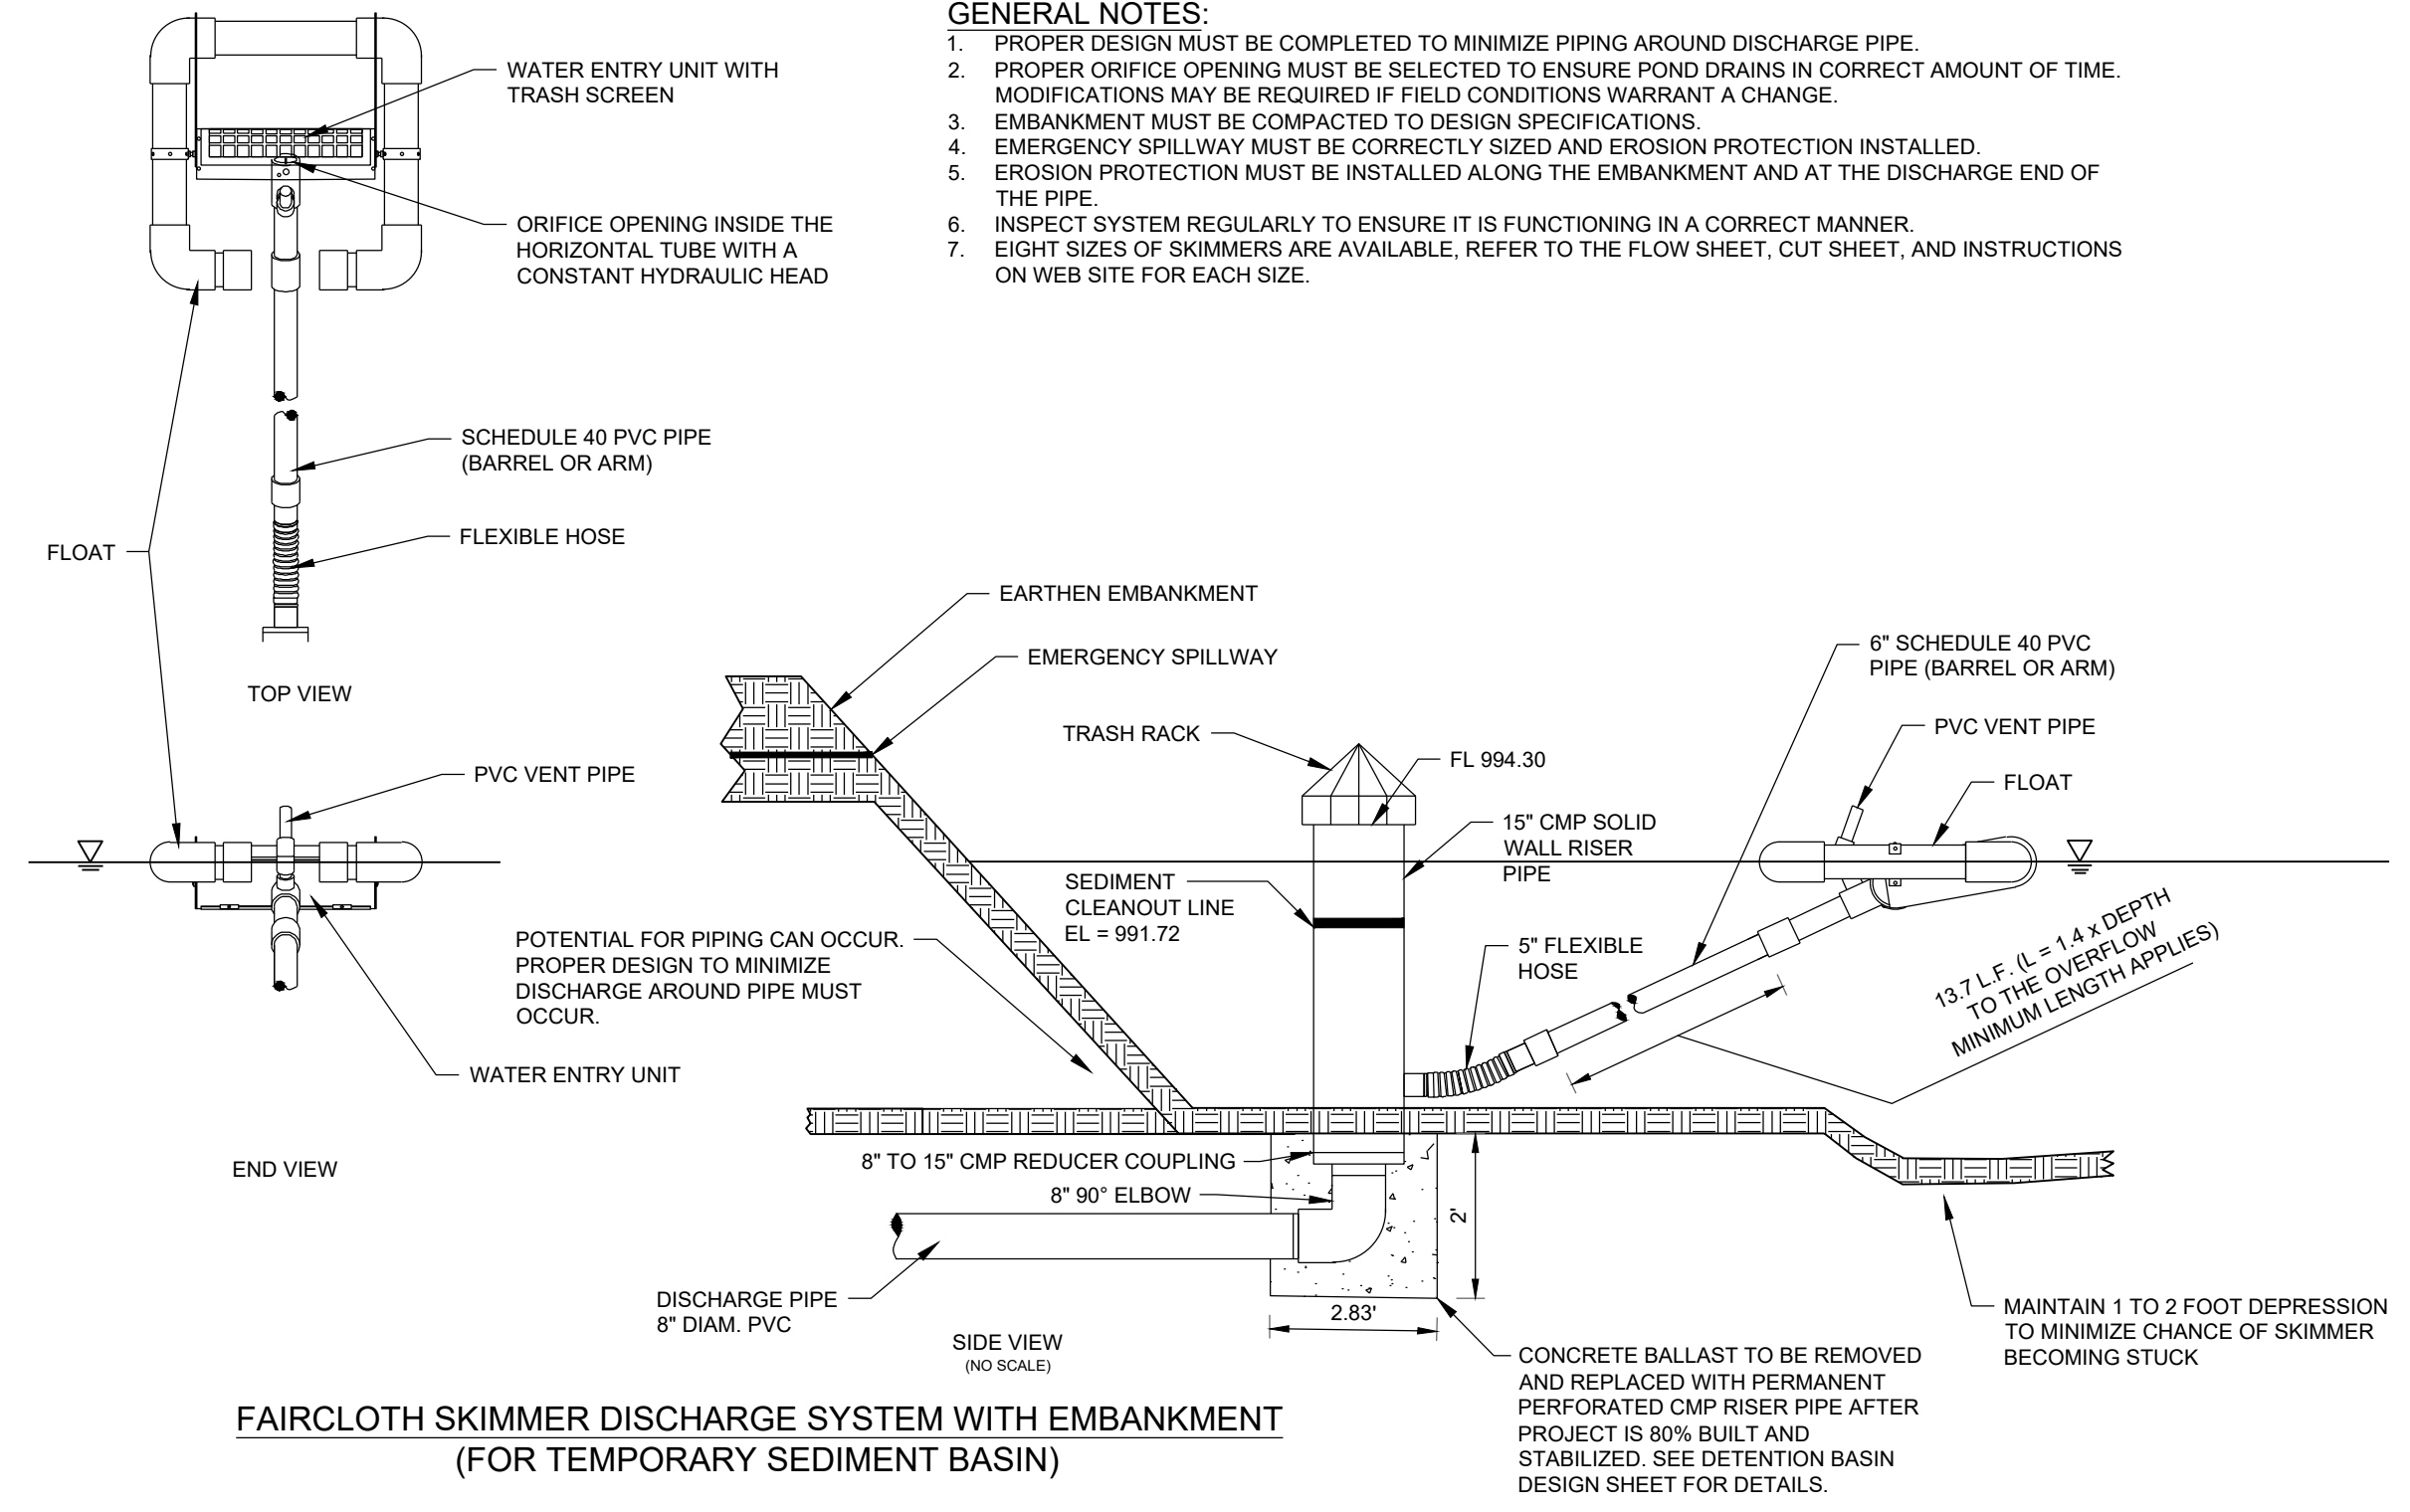 GENERAL NOTES:
1. PROPER DESIGN MUST BE COMPLETED TO MINIMIZE PIPING AROUND DISCHARGE PIPE.
2. PROPER ORIFICE OPENING MUST BE SELECTED TO ENSURE POND DRAINS IN CORRECT AMOUNT OF TIME.
MODIFICATIONS MAY BE REQUIRED IF FIELD CONDITIONS WARRANT A CHANGE.
3. EMBANKMENT MUST BE COMPACTED TO DESIGN SPECIFICATIONS.
4. EMERGENCY SPILLWAY MUST BE CORRECTLY SIZED AND EROSION PROTECTION INSTALLED.
5. EROSION PROTECTION MUST BE INSTALLED ALONG THE EMBANKMENT AND AT THE DISCHARGE END OF
THE PIPE.
6. INSPECT SYSTEM REGULARLY TO ENSURE IT IS FUNCTIONING IN A CORRECT MANNER.
7. EIGHT SIZES OF SKIMMERS ARE AVAILABLE, REFER TO THE FLOW SHEET, CUT SHEET, AND INSTRUCTIONS
ON WEB SITE FOR EACH SIZE.
WATER ENTRY UNIT WITH
TRASH SCREEN
ORIFICE OPENING INSIDE THE
HORIZONTAL TUBE WITH A
CONSTANT HYDRAULIC HEAD
SCHEDULE 40 PVC PIPE
(BARREL OR ARM)
FLEXIBLE HOSE
FLOAT
TOP VIEW
PVC VENT PIPE
WATER ENTRY UNIT
END VIEW
EARTHEN EMBANKMENT
EMERGENCY SPILLWAY
TRASH RACK
FL 994.30
15" CMP SOLID
WALL RISER
PIPE
SEDIMENT
CLEANOUT LINE
EL = 991.72
POTENTIAL FOR PIPING CAN OCCUR.
PROPER DESIGN TO MINIMIZE
DISCHARGE AROUND PIPE MUST
OCCUR.
5" FLEXIBLE
HOSE
6" SCHEDULE 40 PVC
PIPE (BARREL OR ARM)
PVC VENT PIPE
FLOAT
13.7 L.F. (L = 1.4 x DEPTH
TO THE OVERFLOW
MINIMUM LENGTH APPLIES)
8" TO 15" CMP REDUCER COUPLING
8" 90° ELBOW
2'
2.83'
DISCHARGE PIPE
8" DIAM. PVC
SIDE VIEW
(NO SCALE)
MAINTAIN 1 TO 2 FOOT DEPRESSION
TO MINIMIZE CHANCE OF SKIMMER
BECOMING STUCK
CONCRETE BALLAST TO BE REMOVED
AND REPLACED WITH PERMANENT
PERFORATED CMP RISER PIPE AFTER
PROJECT IS 80% BUILT AND
STABILIZED. SEE DETENTION BASIN
DESIGN SHEET FOR DETAILS.
FAIRCLOTH SKIMMER DISCHARGE SYSTEM WITH EMBANKMENT
(FOR TEMPORARY SEDIMENT BASIN)